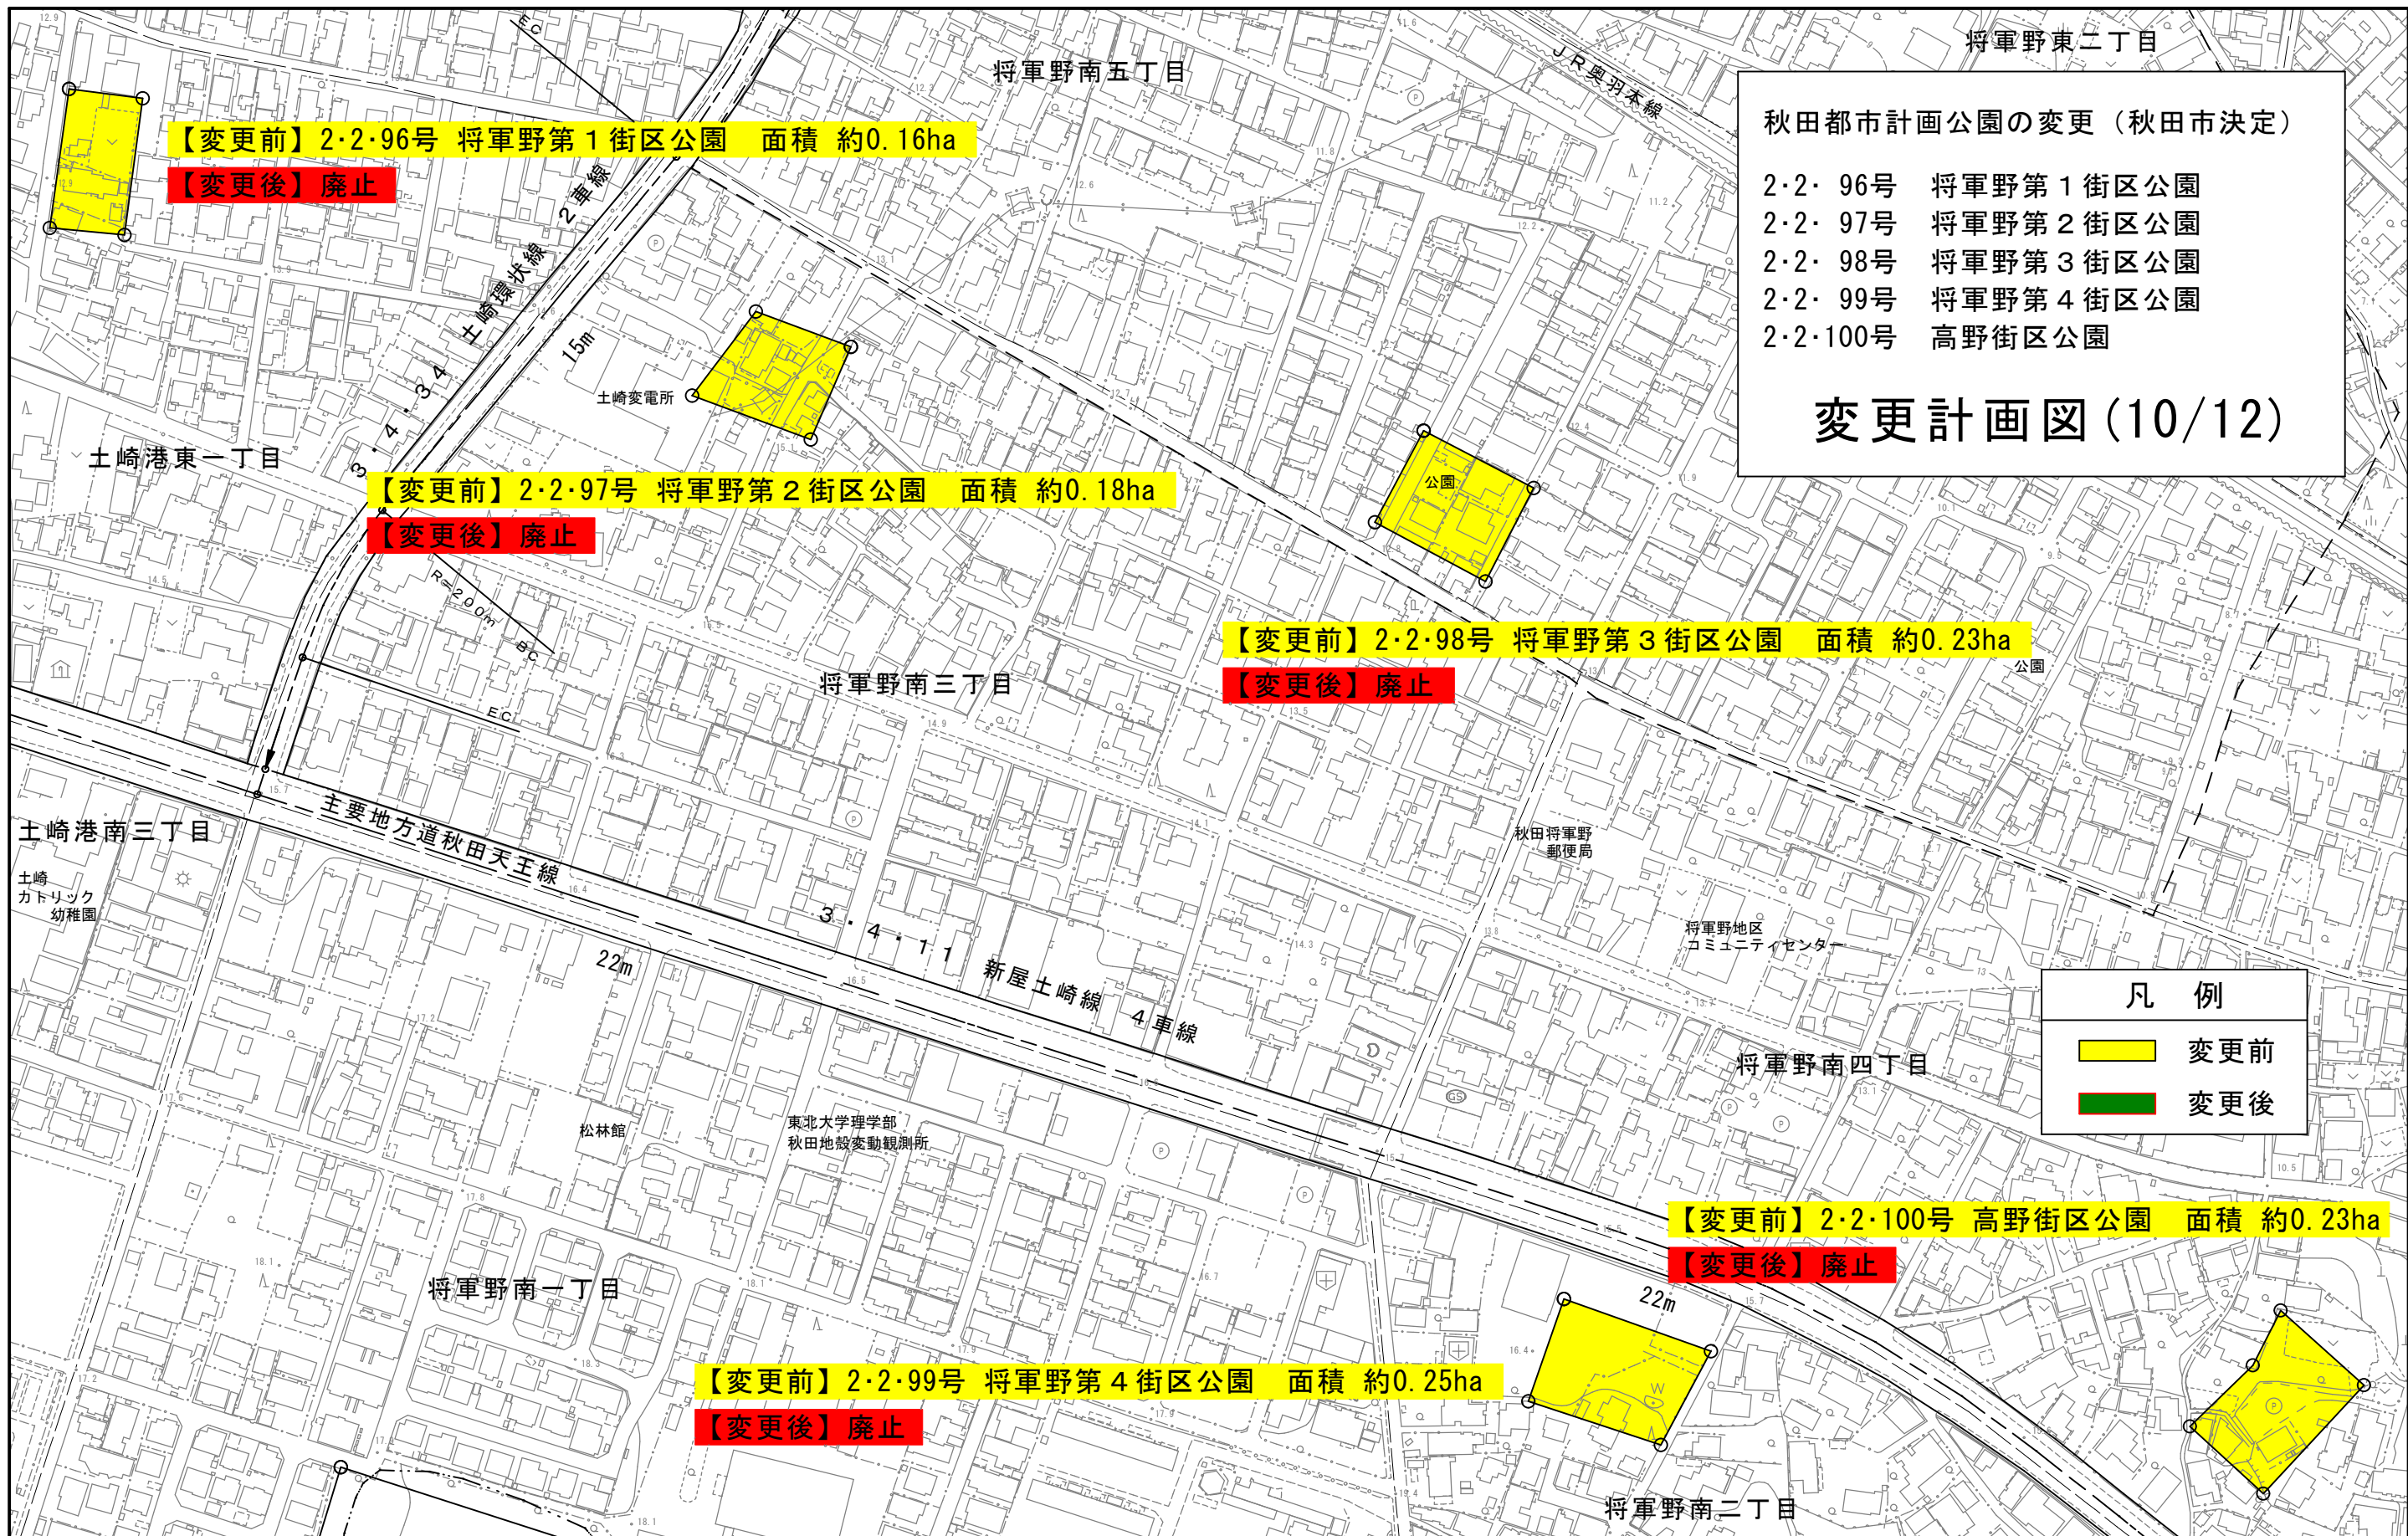 将軍野東二丁目
将軍野南五丁目
JR奥羽本線
EC
秋田都市計画公園の変更（秋田市決定）
2・2・ 96号　将軍野第１街区公園
2・2・ 97号　将軍野第２街区公園
2・2・ 98号　将軍野第３街区公園
2・2・ 99号　将軍野第４街区公園
2・2・100号　高野街区公園
変更計画図(10/12)
【変更前】2・2・96号 将軍野第１街区公園　面積 約0.16ha
【変更後】廃止
３・４・３４　土崎環状線　２車線
15m
土崎変電所
土崎港東一丁目
【変更前】2・2・97号 将軍野第２街区公園　面積 約0.18ha
【変更後】廃止
公園
R=200m
BC
EC
【変更前】2・2・98号 将軍野第３街区公園　面積 約0.23ha
【変更後】廃止
公園
将軍野南三丁目
土崎港南三丁目
主要地方道秋田天王線
土崎
カトリック
幼稚園
秋田将軍野
郵便局
３・４・１１　新屋土崎線　４車線
22m
将軍野地区
コミュニティセンター
凡　例
変更前
変更後
将軍野南四丁目
松林館
東北大学理学部
秋田地殻変動観測所
GS
【変更前】2・2・100号 高野街区公園　面積 約0.23ha
【変更後】廃止
将軍野南一丁目
22m
【変更前】2・2・99号 将軍野第４街区公園　面積 約0.25ha
【変更後】廃止
将軍野南二丁目